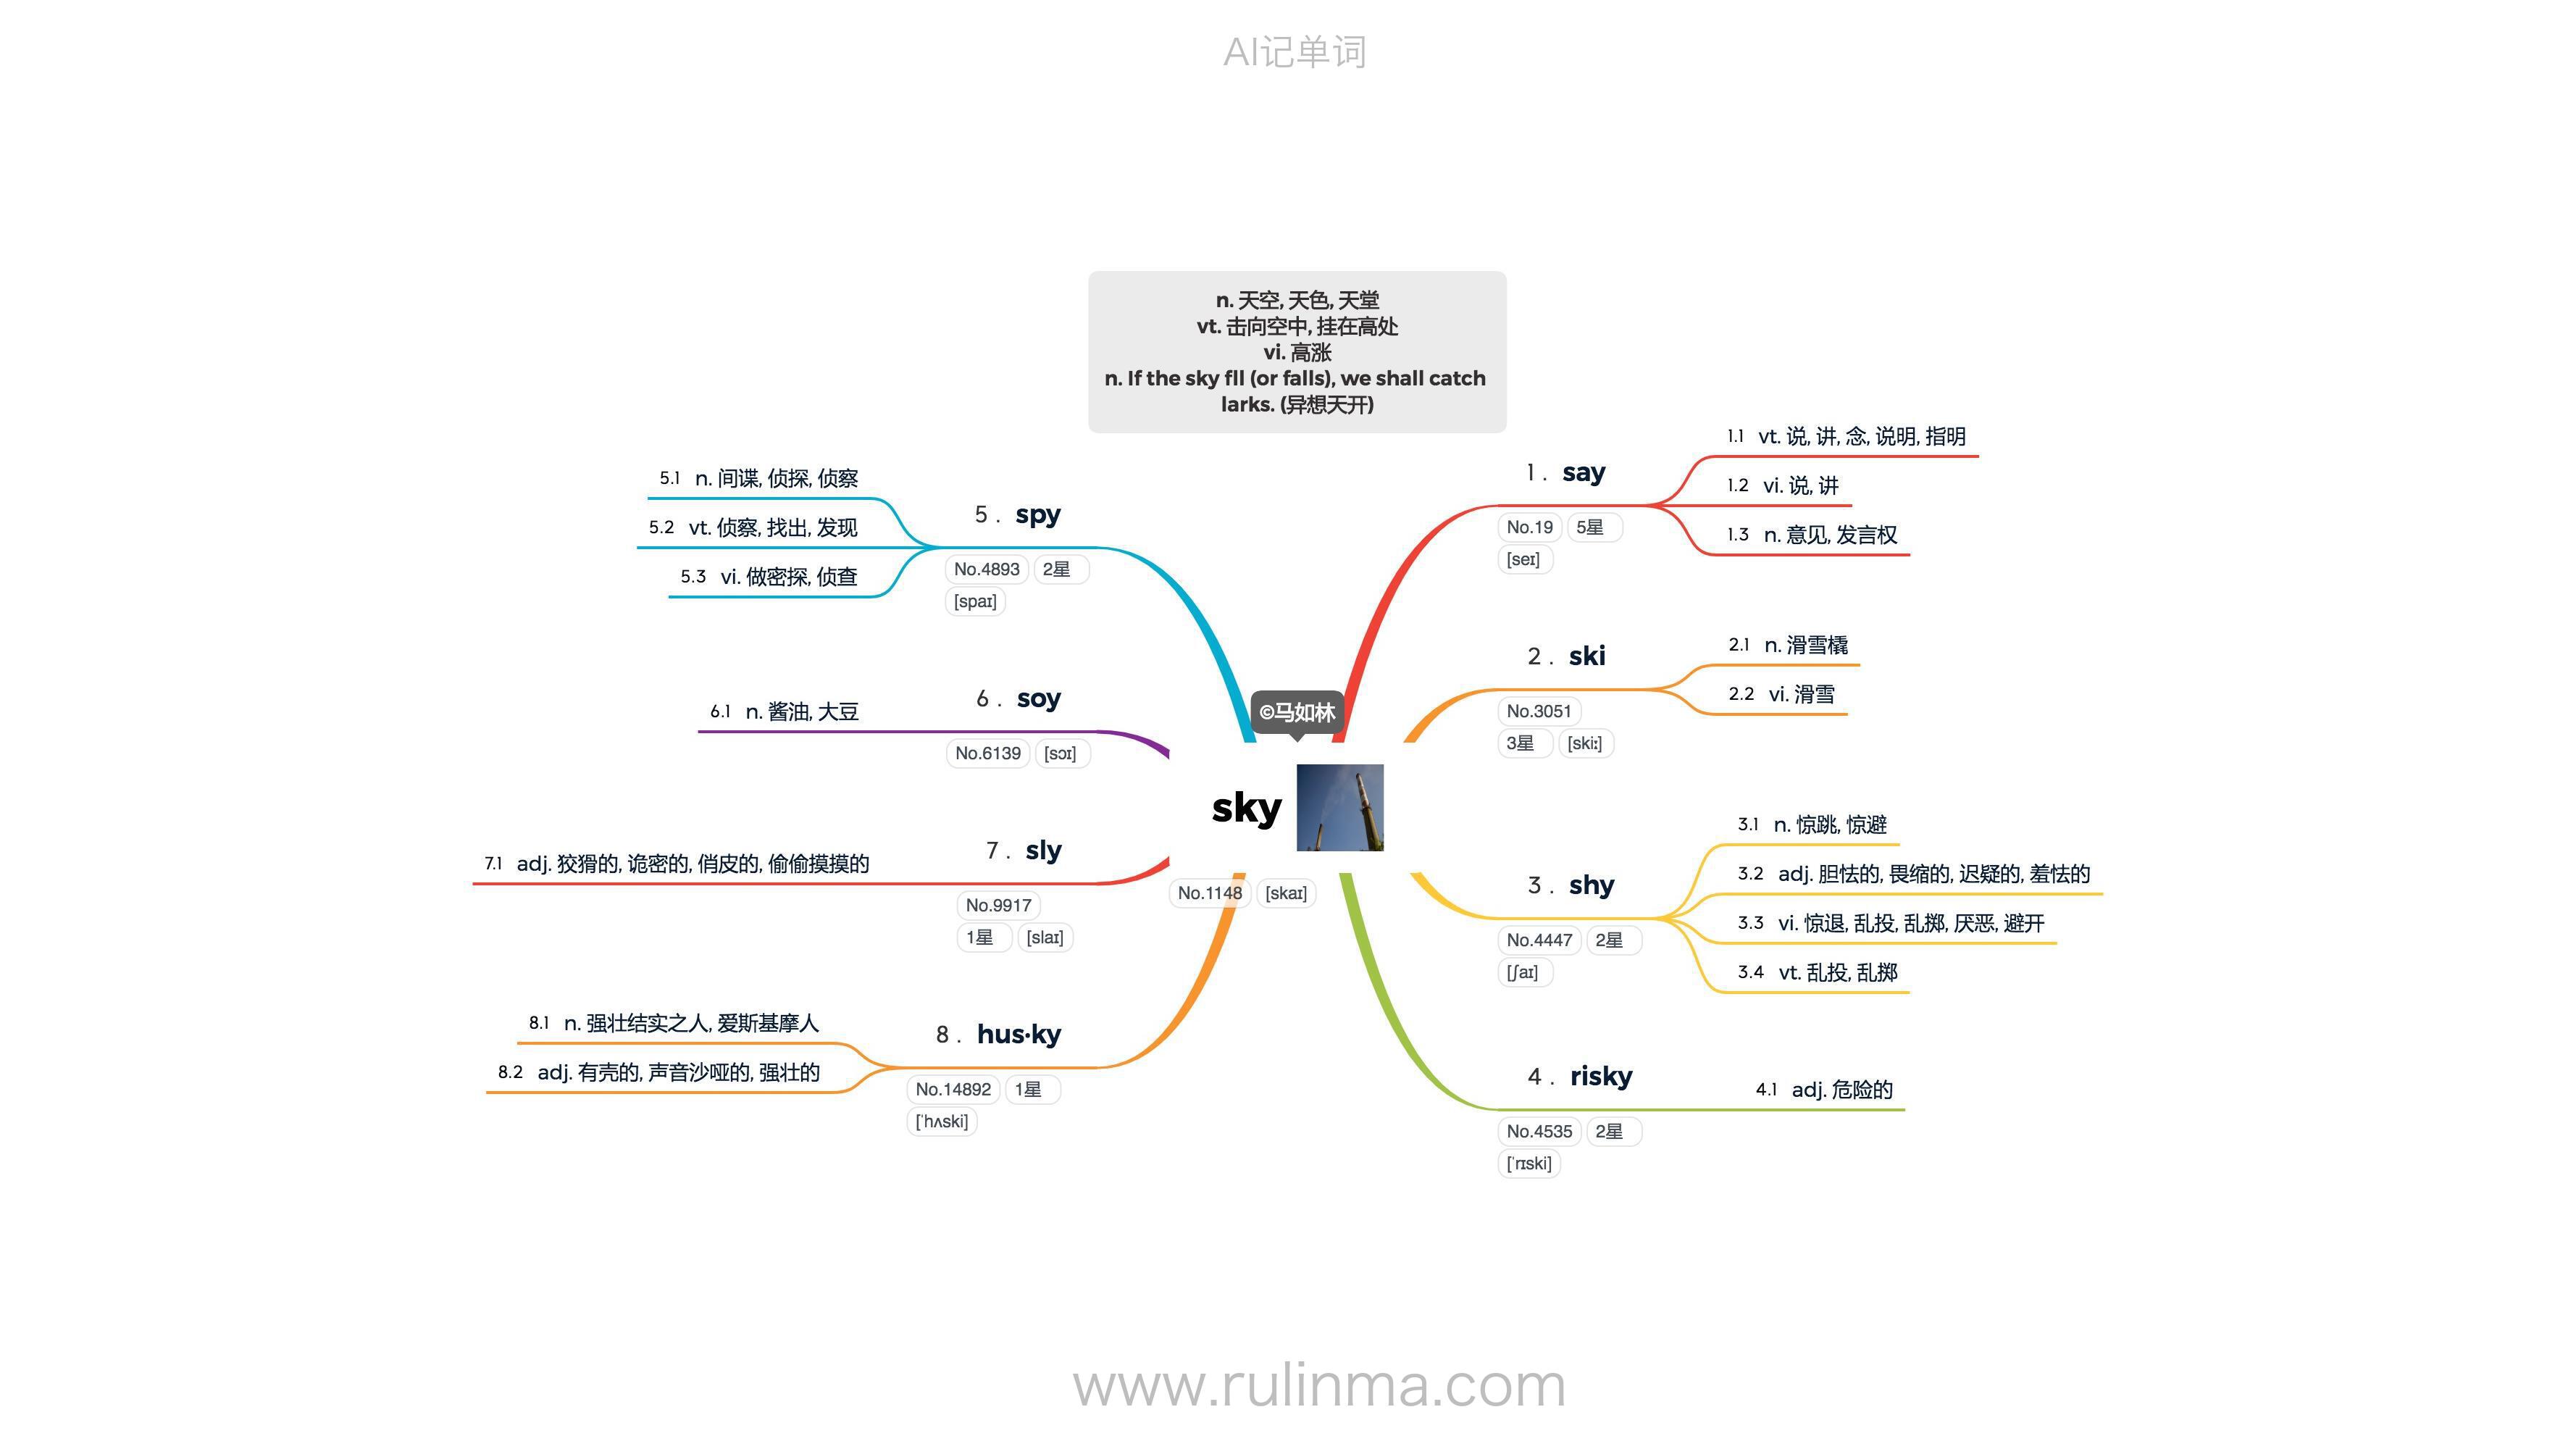 AI记单词
n. 天空, 天色, 天堂
vt. 击向空中, 挂在高处
vi. 高涨
n. If the sky fll (or falls), we shall catch
larks. (异想天开)
©马如林
sky
No.1148 [skaɪ]
1 . say
No.19 5星
[seɪ]
1.1 vt. 说, 讲, 念, 说明, 指明
1.2 vi. 说, 讲
1.3 n. 意见, 发言权
2 . ski
No.3051
3星 [skiː]
2.1 n. 滑雪橇
2.2 vi. 滑雪
3 . shy
No.4447 2星
[ʃaɪ]
3.1 n. 惊跳, 惊避
3.2 adj. 胆怯的, 畏缩的, 迟疑的, 羞怯的
3.3 vi. 惊退, 乱投, 乱掷, 厌恶, 避开
3.4 vt. 乱投, 乱掷
4 . risky
No.4535 2星
[ˈrɪski]
4.1 adj. 危险的
5 . spy
No.4893 2星
[spaɪ]
5.1 n. 间谍, 侦探, 侦察
5.2 vt. 侦察, 找出, 发现
5.3 vi. 做密探, 侦查
6 . soy
No.6139 [sɔɪ]
6.1 n. 酱油, 大豆
7 . sly
No.9917
1星 [slaɪ]
7.1 adj. 狡猾的, 诡密的, 俏皮的, 偷偷摸摸的
8 . hus·ky
No.14892 1星
[ˈhʌski]
8.1 n. 强壮结实之人, 爱斯基摩人
8.2 adj. 有壳的, 声音沙哑的, 强壮的
www.rulinma.com